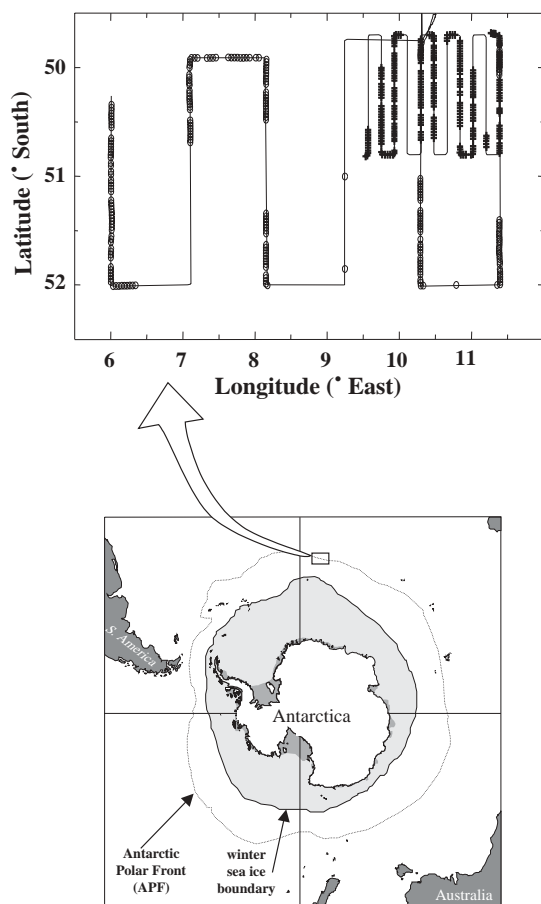 50
51
52
Latitude (° South)
6 7 8 9 10 11
Longitude (° East)
S. America
Antarctica
Antarctic
Polar Front
(APF)
winter
sea ice
boundary
Australia